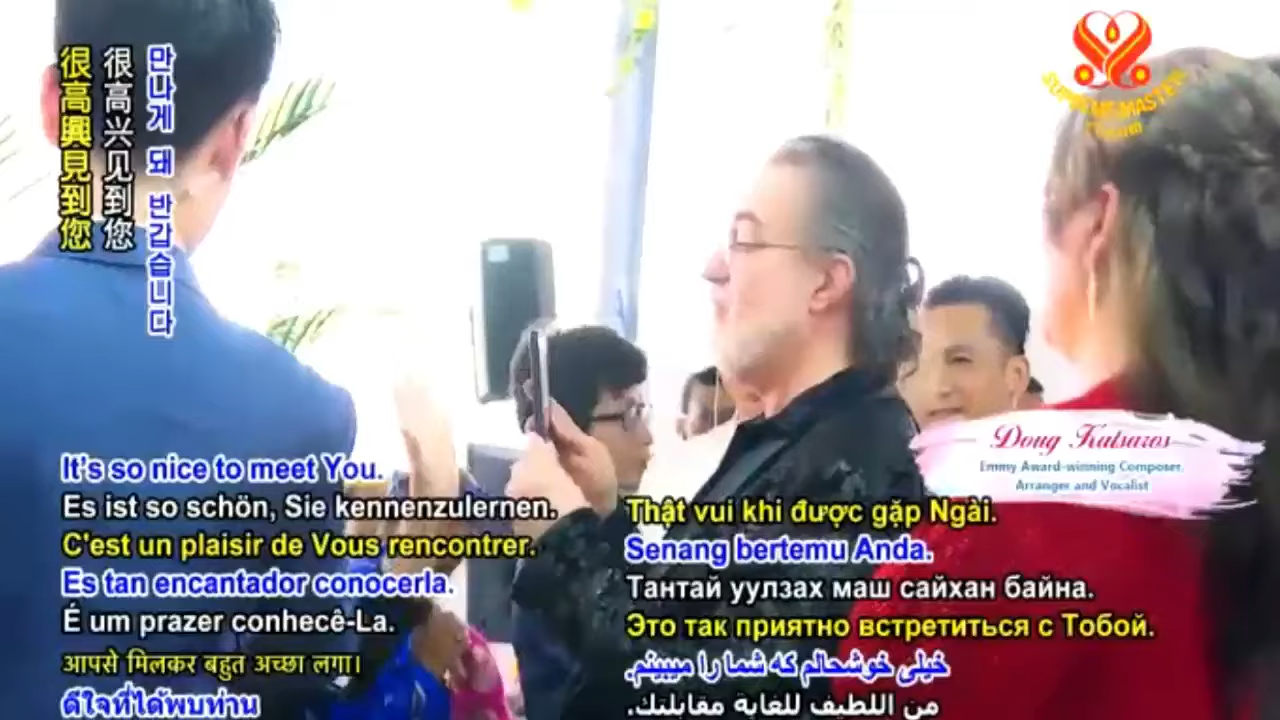 很高興見到您
很高兴见到您
만나게 돼 반갑습니다
SUPREME MASTER
It's so nice to meet You.
Es ist so schön, Sie kennenzulernen.
C'est un plaisir de Vous rencontrer.
Es tan encantador conocerla.
É um prazer conhecê-La.
आपसे मिलकर बहुत अच्छा लगा।
ดีใจที่ได้พบท่าน
Doug Katsaros
Emmy Award-winning Composer,
Arranger and Vocalist
Thật vui khi được gặp Ngài.
Senang bertemu Anda.
Тантай уулзах маш сайхан байна.
Это так приятно встретиться с Тобой.
خیلی خوشحالم که شما را میبینم.
من اللطيف للغاية مقابلتك.